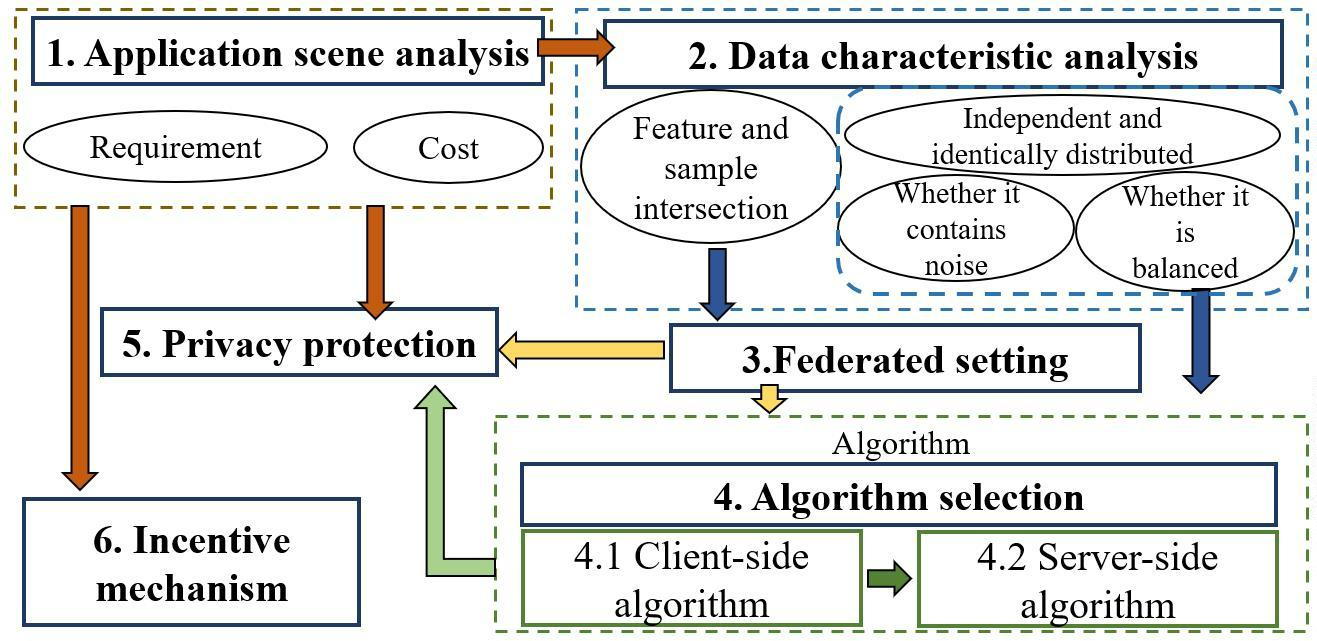 1. Application scene analysis
2. Data characteristic analysis
Requirement
Cost
Feature and
sample
intersection
Independent and
identically distributed
Whether it
contains
noise
Whether it
is
balanced
5. Privacy protection
3.Federated setting
Algorithm
4. Algorithm selection
6. Incentive
mechanism
4.1 Client-side
algorithm
4.2 Server-side
algorithm